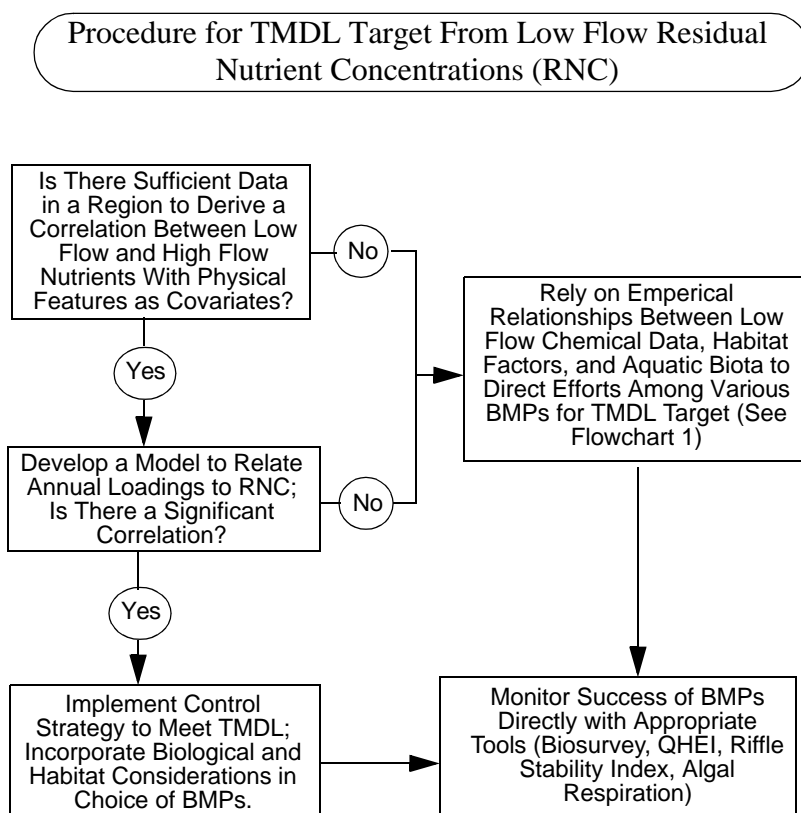 Procedure for TMDL Target From Low Flow Residual
Nutrient Concentrations (RNC)
Is There Sufficient Data
in a Region to Derive a
Correlation Between Low
Flow and High Flow
Nutrients With Physical
Features as Covariates?
No
Yes
Rely on Emperical
Relationships Between Low
Flow Chemical Data, Habitat
Factors, and Aquatic Biota to
Direct Efforts Among Various
BMPs for TMDL Target (See
Flowchart 1)
Develop a Model to Relate
Annual Loadings to RNC;
Is There a Significant
Correlation?
No
Yes
Implement Control
Strategy to Meet TMDL;
Incorporate Biological and
Habitat Considerations in
Choice of BMPs.
Monitor Success of BMPs
Directly with Appropriate
Tools (Biosurvey, QHEI, Riffle
Stability Index, Algal
Respiration)